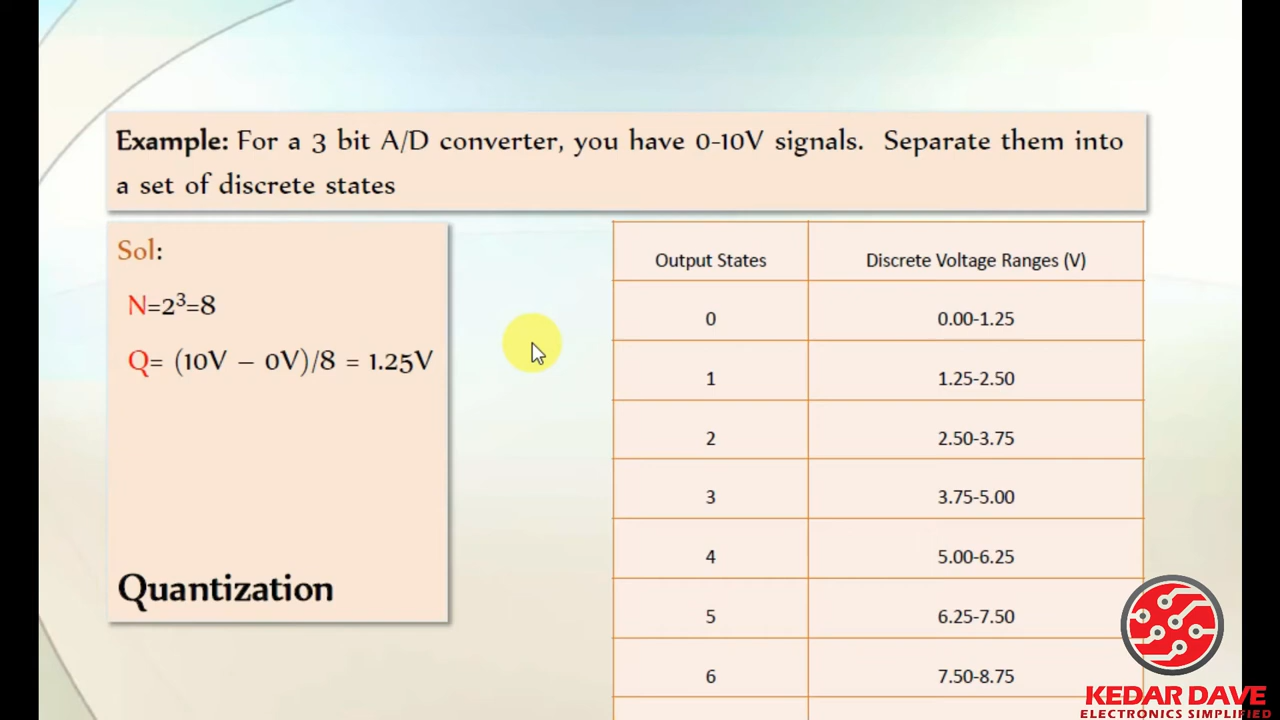 Example: For a 3 bit A/D converter, you have 0-10V signals. Separate them into
a set of discrete states
Sol:
N=2³=8
Q= (10V – 0V)/8 = 1.25V
Quantization
Output States Discrete Voltage Ranges (V)
0 0.00-1.25
1 1.25-2.50
2 2.50-3.75
3 3.75-5.00
4 5.00-6.25
5 6.25-7.50
6 7.50-8.75
KEDAR DAVE
ELECTRONICS SIMPLIFIED